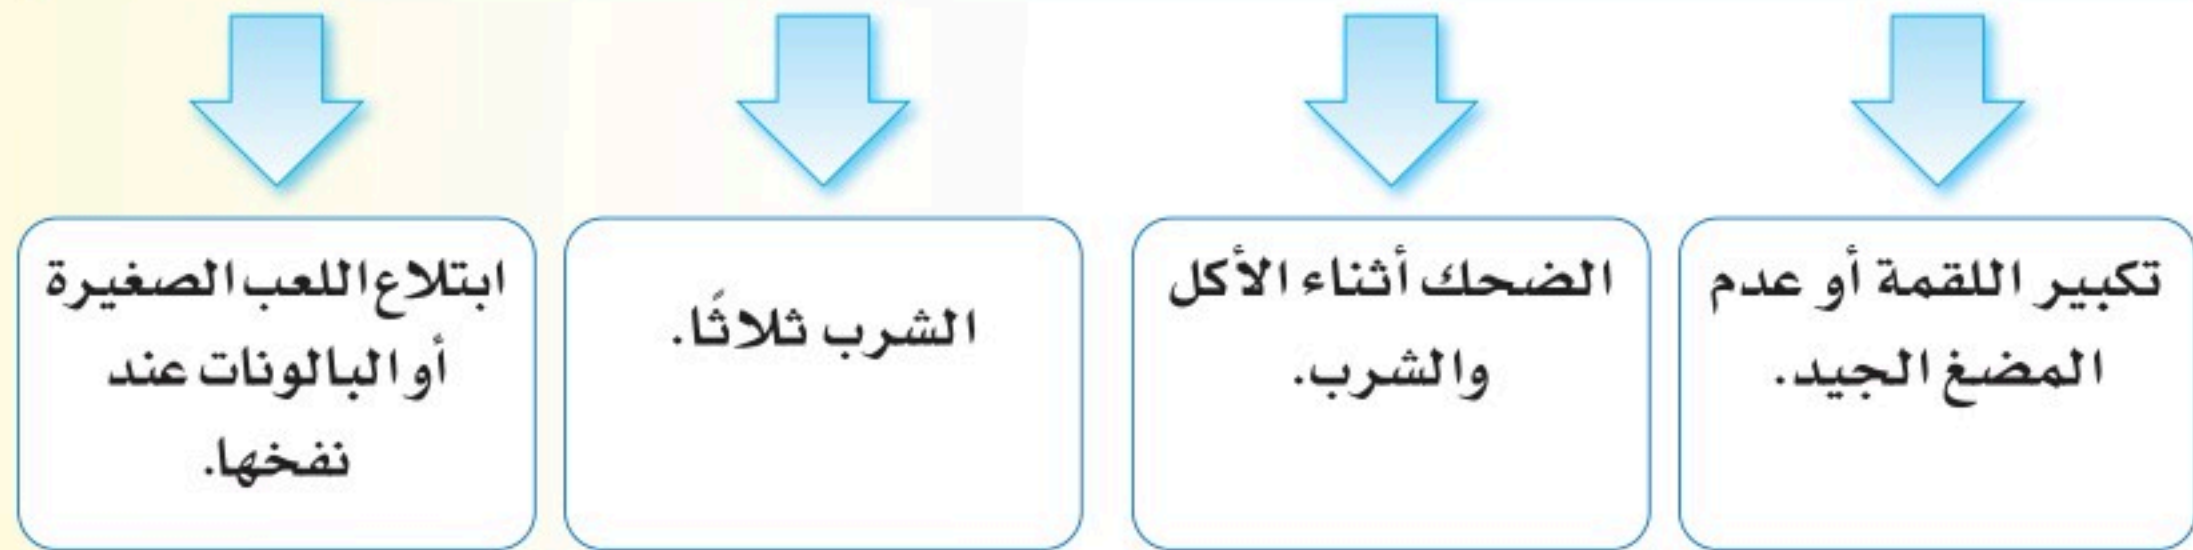 تكبير اللقمة أو عدم
المضغ الجيد.
الضحك أثناء الأكل
والشرب.
الشرب ثلاثًا.
ابتلاع اللعب الصغيرة
أو البالونات عند
نفخها.